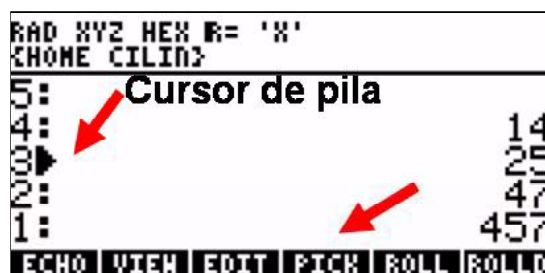 RAD XYZ HEX R= 'X'
{HOME CILIN}
5: Cursor de pila
4: 14
3 25
2: 47
1: 457
ECHO VIEW EDIT PICK ROLL ROLLD